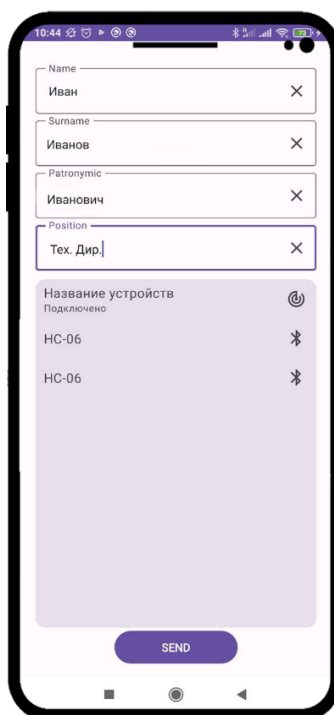 10:44
Name
Иван
Surname
Иванов
Patronymic
Иванович
Position
Тех. Дир.
Название устройств
Подключено
HC-06
HC-06
SEND